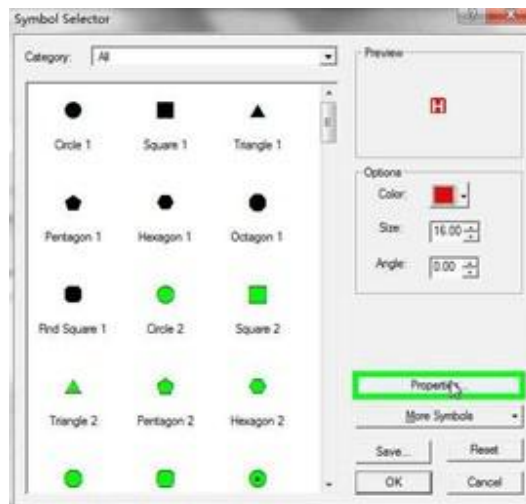 Symbol Selector
Category: All
Preview
H
Circle 1
Square 1
Triangle 1
Options
Color:
Pentagon 1
Hexagon 1
Octagon 1
Size: 16.00
Angle: 0.00
Rnd Square 1
Circle 2
Square 2
Triangle 2
Pentagon 2
Hexagon 2
Properties...
More Symbols
Save...
Reset
OK
Cancel